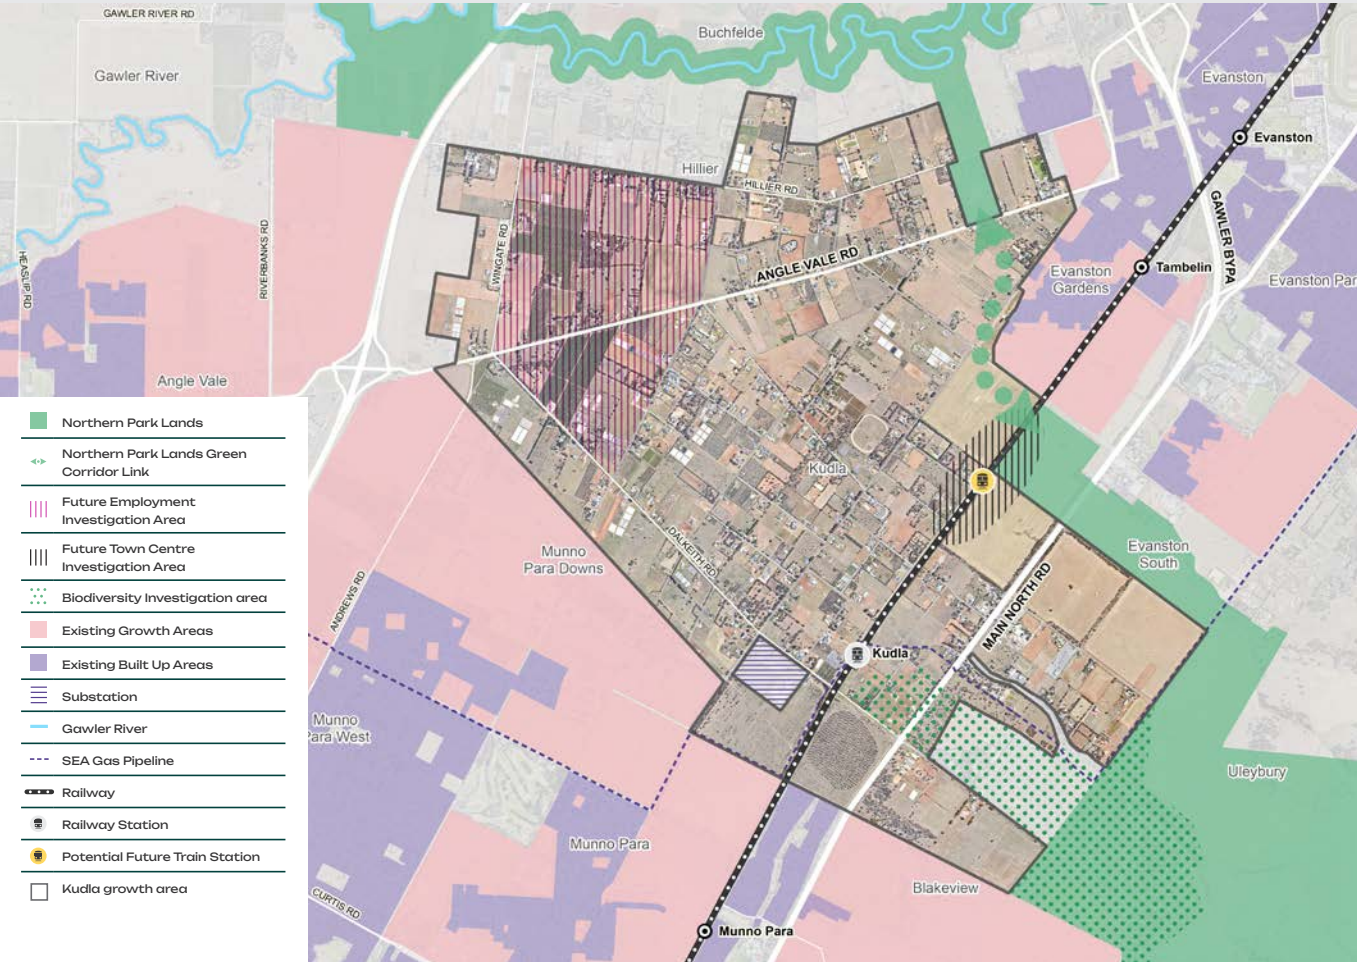 GAWLER RIVER RD
Buchfelde
Gawler River
Evanston
Evanston
Hillier
HILLIER RD
GAWLER BYPA
HEASLIP RD
RIVERBANKS RD
WINGATE RD
ANGLE VALE RD
Evanston
Gardens
Tambelin
Evanston Par
Angle Vale
Northern Park Lands
Northern Park Lands Green
Corridor Link
Future Employment
Investigation Area
Future Town Centre
Investigation Area
Biodiversity Investigation area
Existing Growth Areas
Existing Built Up Areas
Substation
Gawler River
SEA Gas Pipeline
Railway
Railway Station
Potential Future Train Station
Kudla growth area
Kudla
Munno
Para Downs
DALKEITH RD
Evanston
South
ANDREWS RD
MAIN NORTH RD
Kudla
Munno
Para West
Uleybury
Munno Para
Blakeview
CURTIS RD
Munno Para